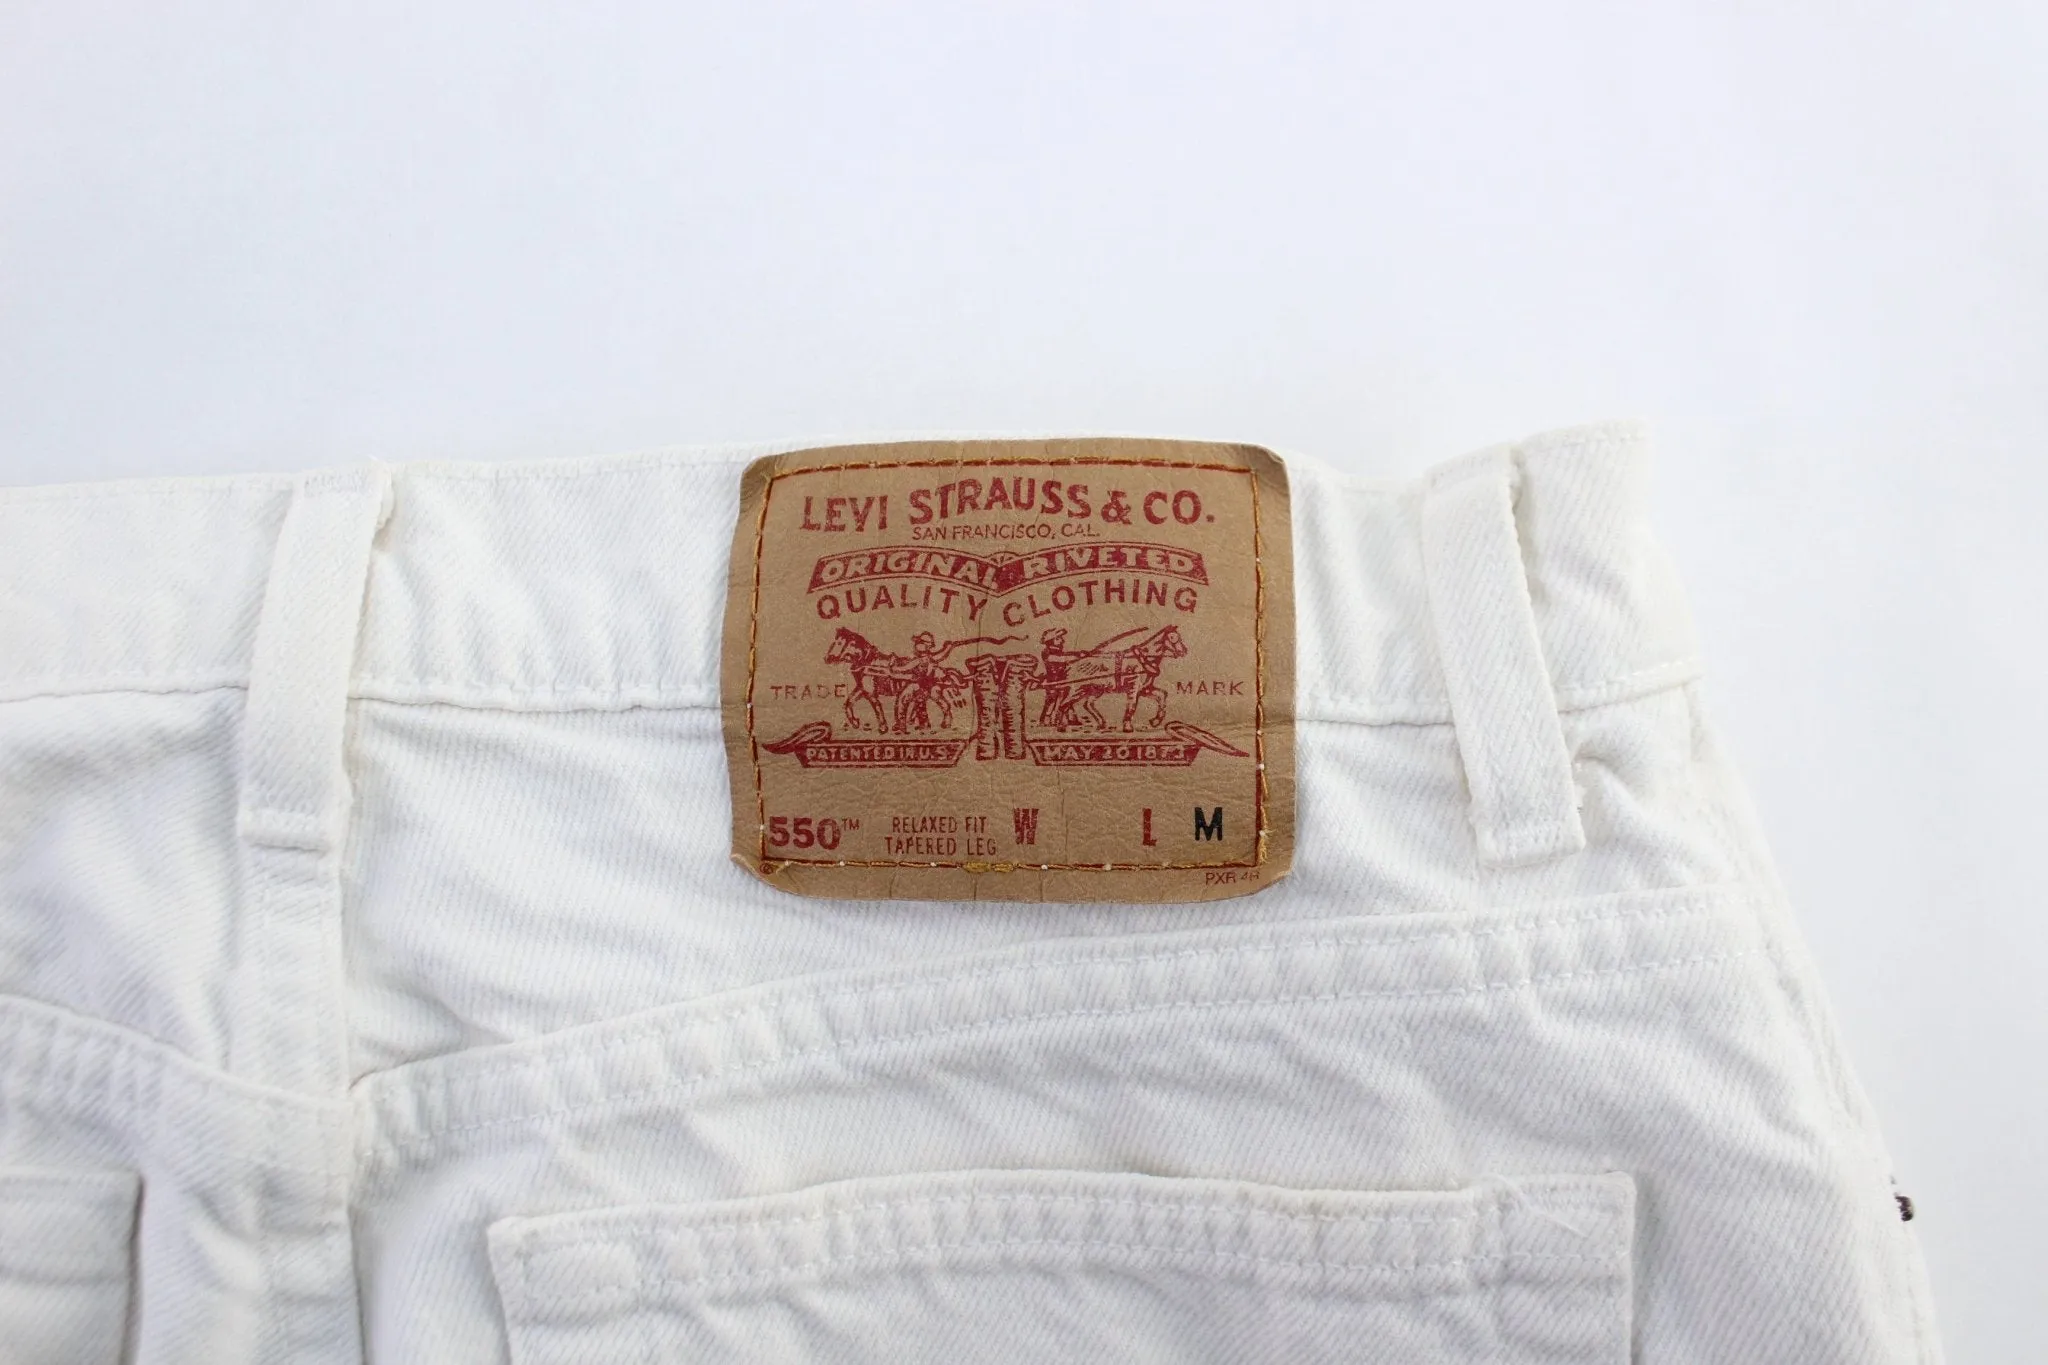 LEVI STRAUSS & CO.
SAN FRANCISCO, CAL.
ORIGINAL RIVETED
QUALITY CLOTHING
TRADE MARK
PATENTED IN U.S. MAY 20 1873
550™ RELAXED FIT W L M
TAPERED LEG
®
PXR